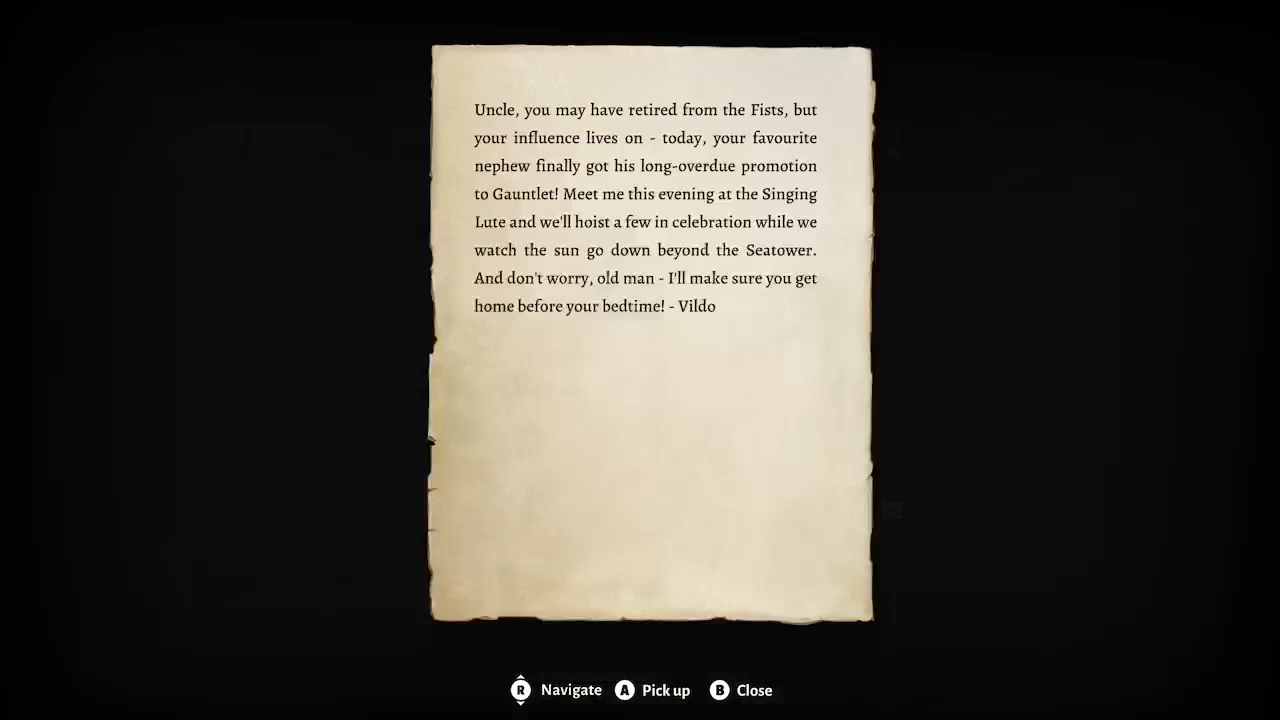 Uncle, you may have retired from the Fists, but
your influence lives on - today, your favourite
nephew finally got his long-overdue promotion
to Gauntlet! Meet me this evening at the Singing
Lute and we'll hoist a few in celebration while we
watch the sun go down beyond the Seatower.
And don't worry, old man - I'll make sure you get
home before your bedtime! - Vildo
R Navigate A Pick up B Close